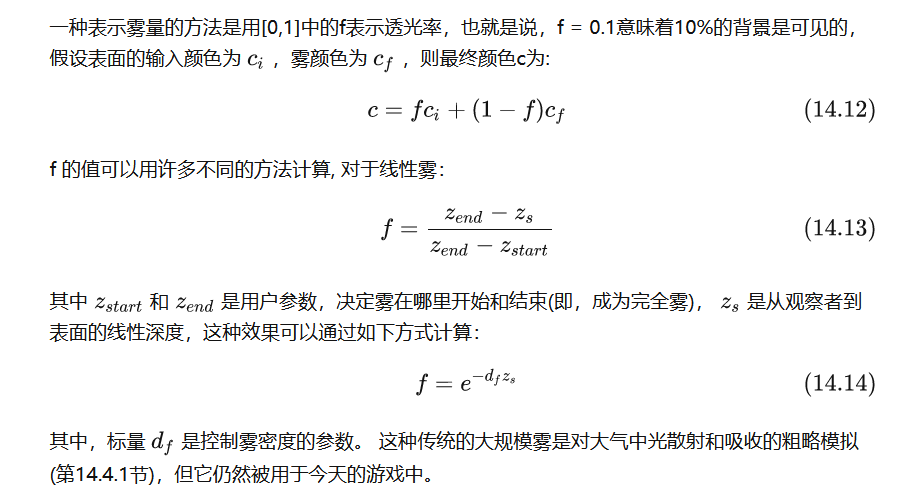 一种表示雾量的方法是用[0,1]中的f表示透光率，也就是说，f = 0.1意味着10%的背景是可见的，
假设表面的输入颜色为 c_i ，雾颜色为 c_f ，则最终颜色c为:
c = fc_i + (1 − f)c_f (14.12)
f 的值可以用许多不同的方法计算, 对于线性雾：
f = \frac{z_{end} − z_s}{z_{end} − z_{start}} (14.13)
其中 z_{start} 和 z_{end} 是用户参数，决定雾在哪里开始和结束(即，成为完全雾)， z_s 是从观察者到
表面的线性深度，这种效果可以通过如下方式计算：
f = e^{−d_f z_s} (14.14)
其中，标量 d_f 是控制雾密度的参数。 这种传统的大规模雾是对大气中光散射和吸收的粗略模拟
(第14.4.1节)，但它仍然被用于今天的游戏中。